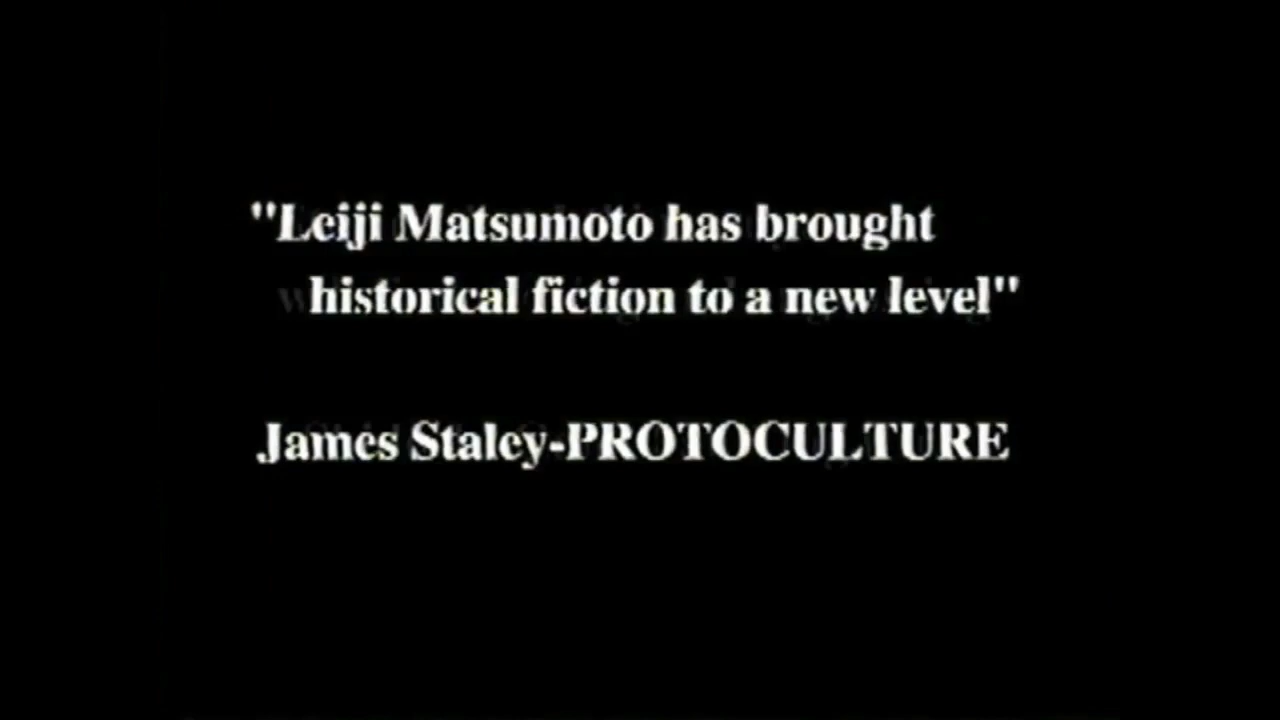 "Leiji Matsumoto has brought
historical fiction to a new level"
James Staley-PROTOCULTURE